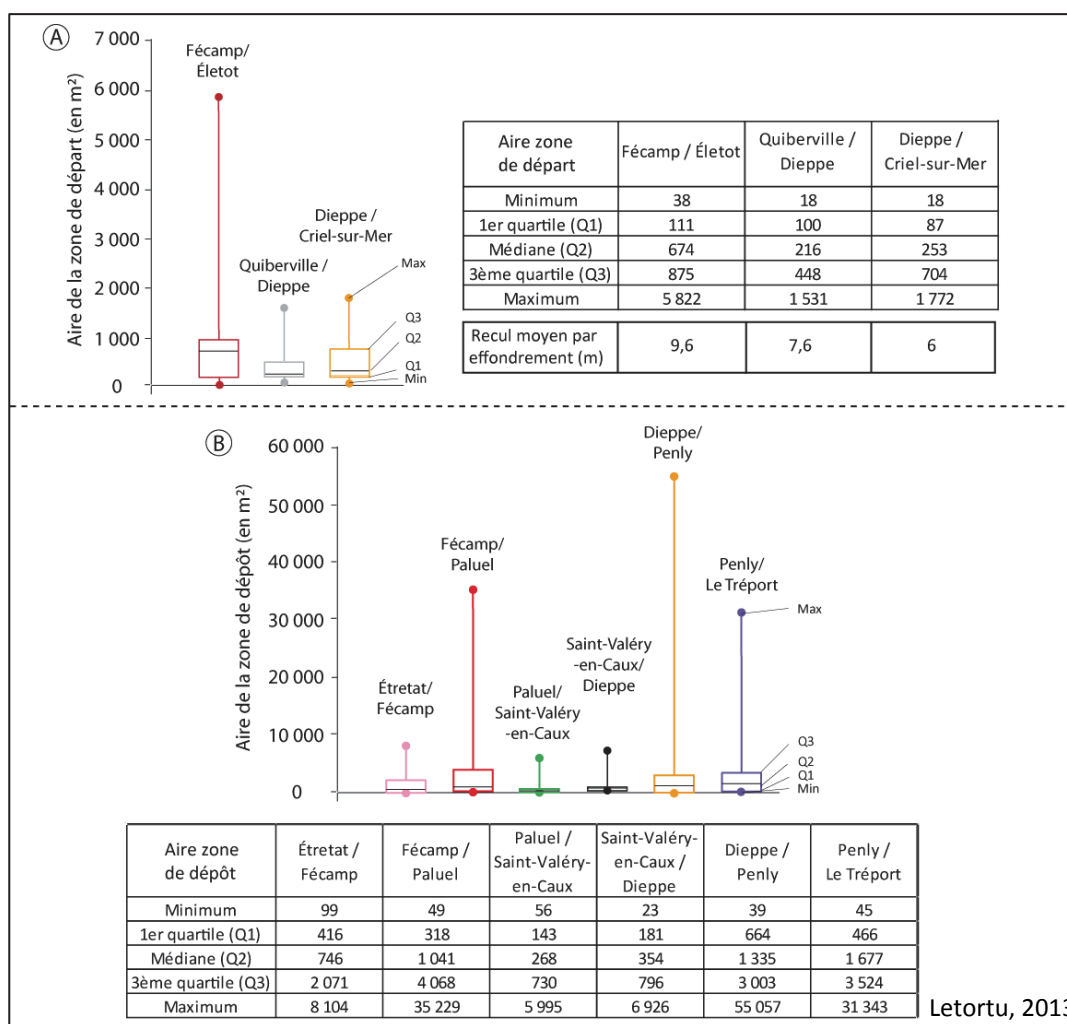 A
7 000
6 000
5 000
4 000
3 000
2 000
1 000
0
Aire de la zone de départ (en m²)
Fécamp/
Életot
Quiberville /
Dieppe
Dieppe /
Criel-sur-Mer
Max
Q3
Q2
Q1
Min
Aire zone de départ | Fécamp / Életot | Quiberville / Dieppe | Dieppe / Criel-sur-Mer
Minimum | 38 | 18 | 18
1er quartile (Q1) | 111 | 100 | 87
Médiane (Q2) | 674 | 216 | 253
3ème quartile (Q3) | 875 | 448 | 704
Maximum | 5 822 | 1 531 | 1 772
Recul moyen par effondrement (m) | 9,6 | 7,6 | 6
B
60 000
50 000
40 000
30 000
20 000
10 000
0
Aire de la zone de dépôt (en m²)
Étretat/
Fécamp
Fécamp/
Paluel
Paluel/
Saint-Valéry
-en-Caux
Saint-Valéry
-en-Caux/
Dieppe
Dieppe/
Penly
Penly/
Le Tréport
Max
Q3
Q2
Q1
Min
Aire zone de dépôt | Étretat / Fécamp | Fécamp / Paluel | Paluel / Saint-Valéry-en-Caux | Saint-Valéry-en-Caux / Dieppe | Dieppe / Penly | Penly / Le Tréport
Minimum | 99 | 49 | 56 | 23 | 39 | 45
1er quartile (Q1) | 416 | 318 | 143 | 181 | 664 | 466
Médiane (Q2) | 746 | 1 041 | 268 | 354 | 1 335 | 1 677
3ème quartile (Q3) | 2 071 | 4 068 | 730 | 796 | 3 003 | 3 524
Maximum | 8 104 | 35 229 | 5 995 | 6 926 | 55 057 | 31 343
Letortu, 2013